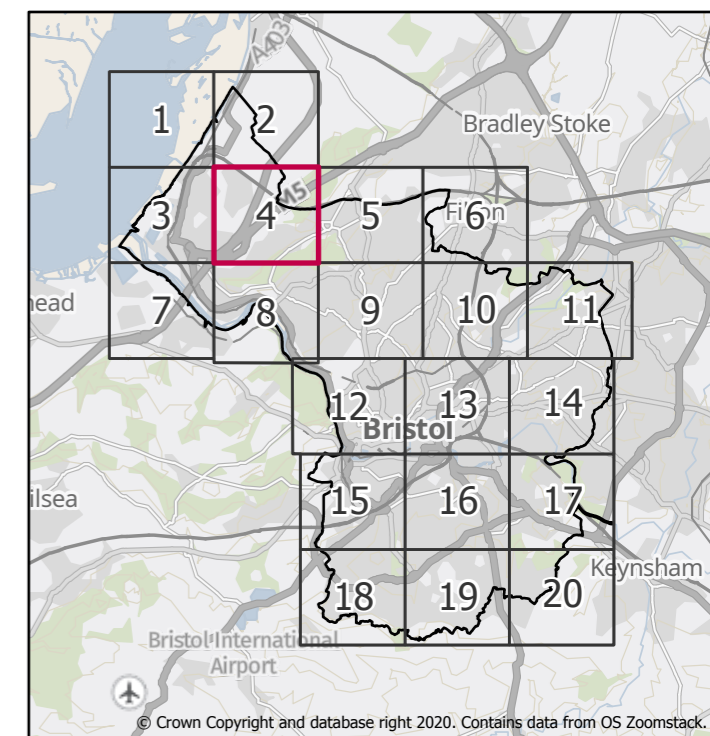 A403
1
2
Bradley Stoke
3
4
M5
5
Filton
6
head
7
8
9
10
11
12
13
14
Bristol
ilsea
15
16
17
Keynsham
18
19
20
Bristol International
Airport
© Crown Copyright and database right 2020. Contains data from OS Zoomstack.